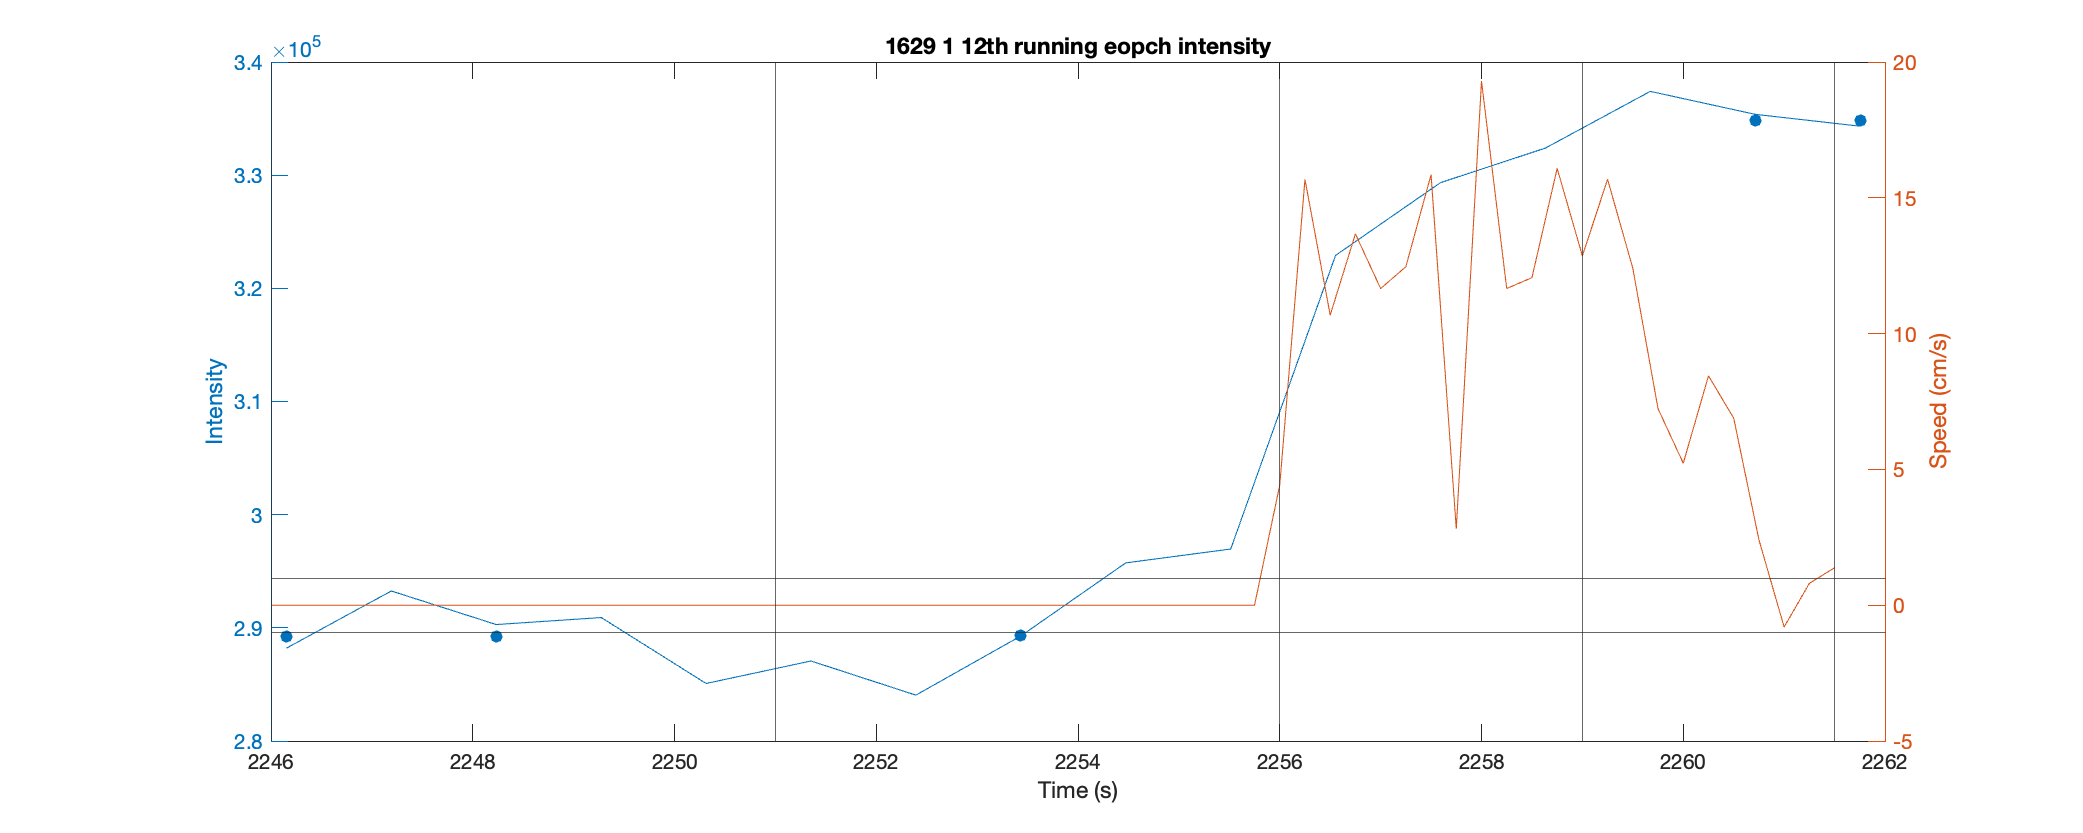 1629 1 12th running eopch intensity
×10^5
3.4
3.3
3.2
3.1
3
2.9
2.8
Intensity
20
15
10
5
0
-5
Speed (cm/s)
2246 2248 2250 2252 2254 2256 2258 2260 2262
Time (s)